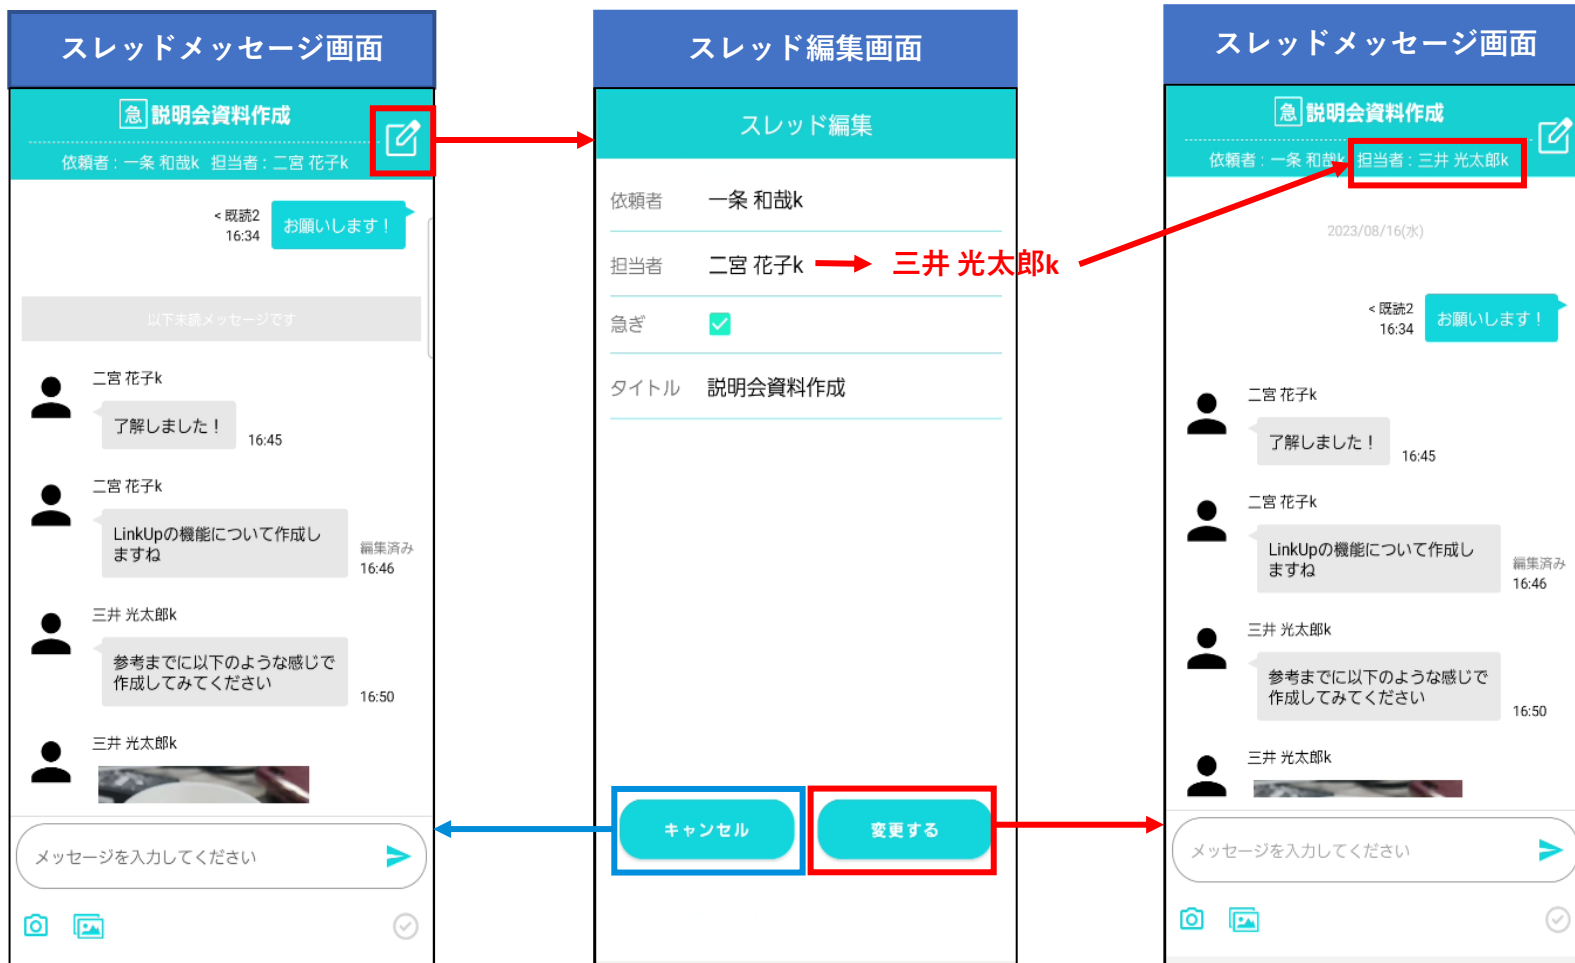 スレッドメッセージ画面
急 説明会資料作成
依頼者 : 一条 和哉k 担当者 : 二宮 花子k
< 既読2
16:34
お願いします！
以下未読メッセージです
二宮 花子k
了解しました！
16:45
二宮 花子k
LinkUpの機能について作成し
ますね
編集済み
16:46
三井 光太郎k
参考までに以下のような感じで
作成してみてください
16:50
三井 光太郎k
メッセージを入力してください
スレッド編集画面
スレッド編集
依頼者 一条 和哉k
担当者 二宮 花子k 三井 光太郎k
急ぎ
タイトル 説明会資料作成
キャンセル
変更する
スレッドメッセージ画面
急 説明会資料作成
依頼者 : 一条 和哉k 担当者 : 三井 光太郎k
2023/08/16(水)
< 既読2
16:34
お願いします！
二宮 花子k
了解しました！
16:45
二宮 花子k
LinkUpの機能について作成し
ますね
編集済み
16:46
三井 光太郎k
参考までに以下のような感じで
作成してみてください
16:50
三井 光太郎k
メッセージを入力してください